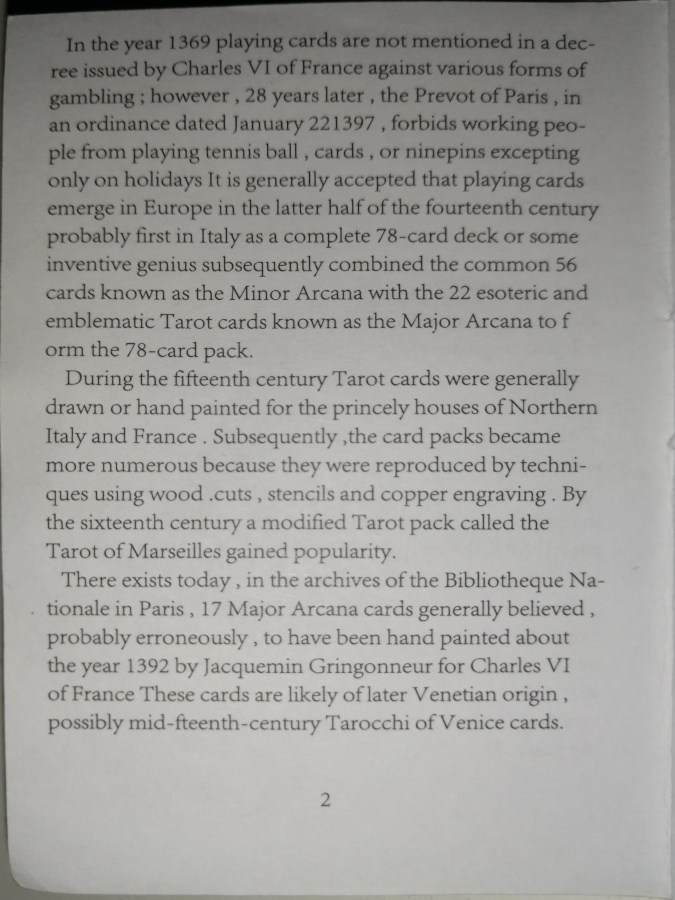 In the year 1369 playing cards are not mentioned in a dec-
ree issued by Charles VI of France against various forms of
gambling ; however , 28 years later , the Prevot of Paris , in
an ordinance dated January 221397 , forbids working peo-
ple from playing tennis ball , cards , or ninepins excepting
only on holidays It is generally accepted that playing cards
emerge in Europe in the latter half of the fourteenth century
probably first in Italy as a complete 78-card deck or some
inventive genius subsequently combined the common 56
cards known as the Minor Arcana with the 22 esoteric and
emblematic Tarot cards known as the Major Arcana to f
orm the 78-card pack.
During the fifteenth century Tarot cards were generally
drawn or hand painted for the princely houses of Northern
Italy and France . Subsequently ,the card packs became
more numerous because they were reproduced by techni-
ques using wood .cuts , stencils and copper engraving . By
the sixteenth century a modified Tarot pack called the
Tarot of Marseilles gained popularity.
There exists today , in the archives of the Bibliotheque Na-
tionale in Paris , 17 Major Arcana cards generally believed ,
probably erroneously , to have been hand painted about
the year 1392 by Jacquemin Gringonneur for Charles VI
of France These cards are likely of later Venetian origin ,
possibly mid-fteenth-century Tarocchi of Venice cards.
2